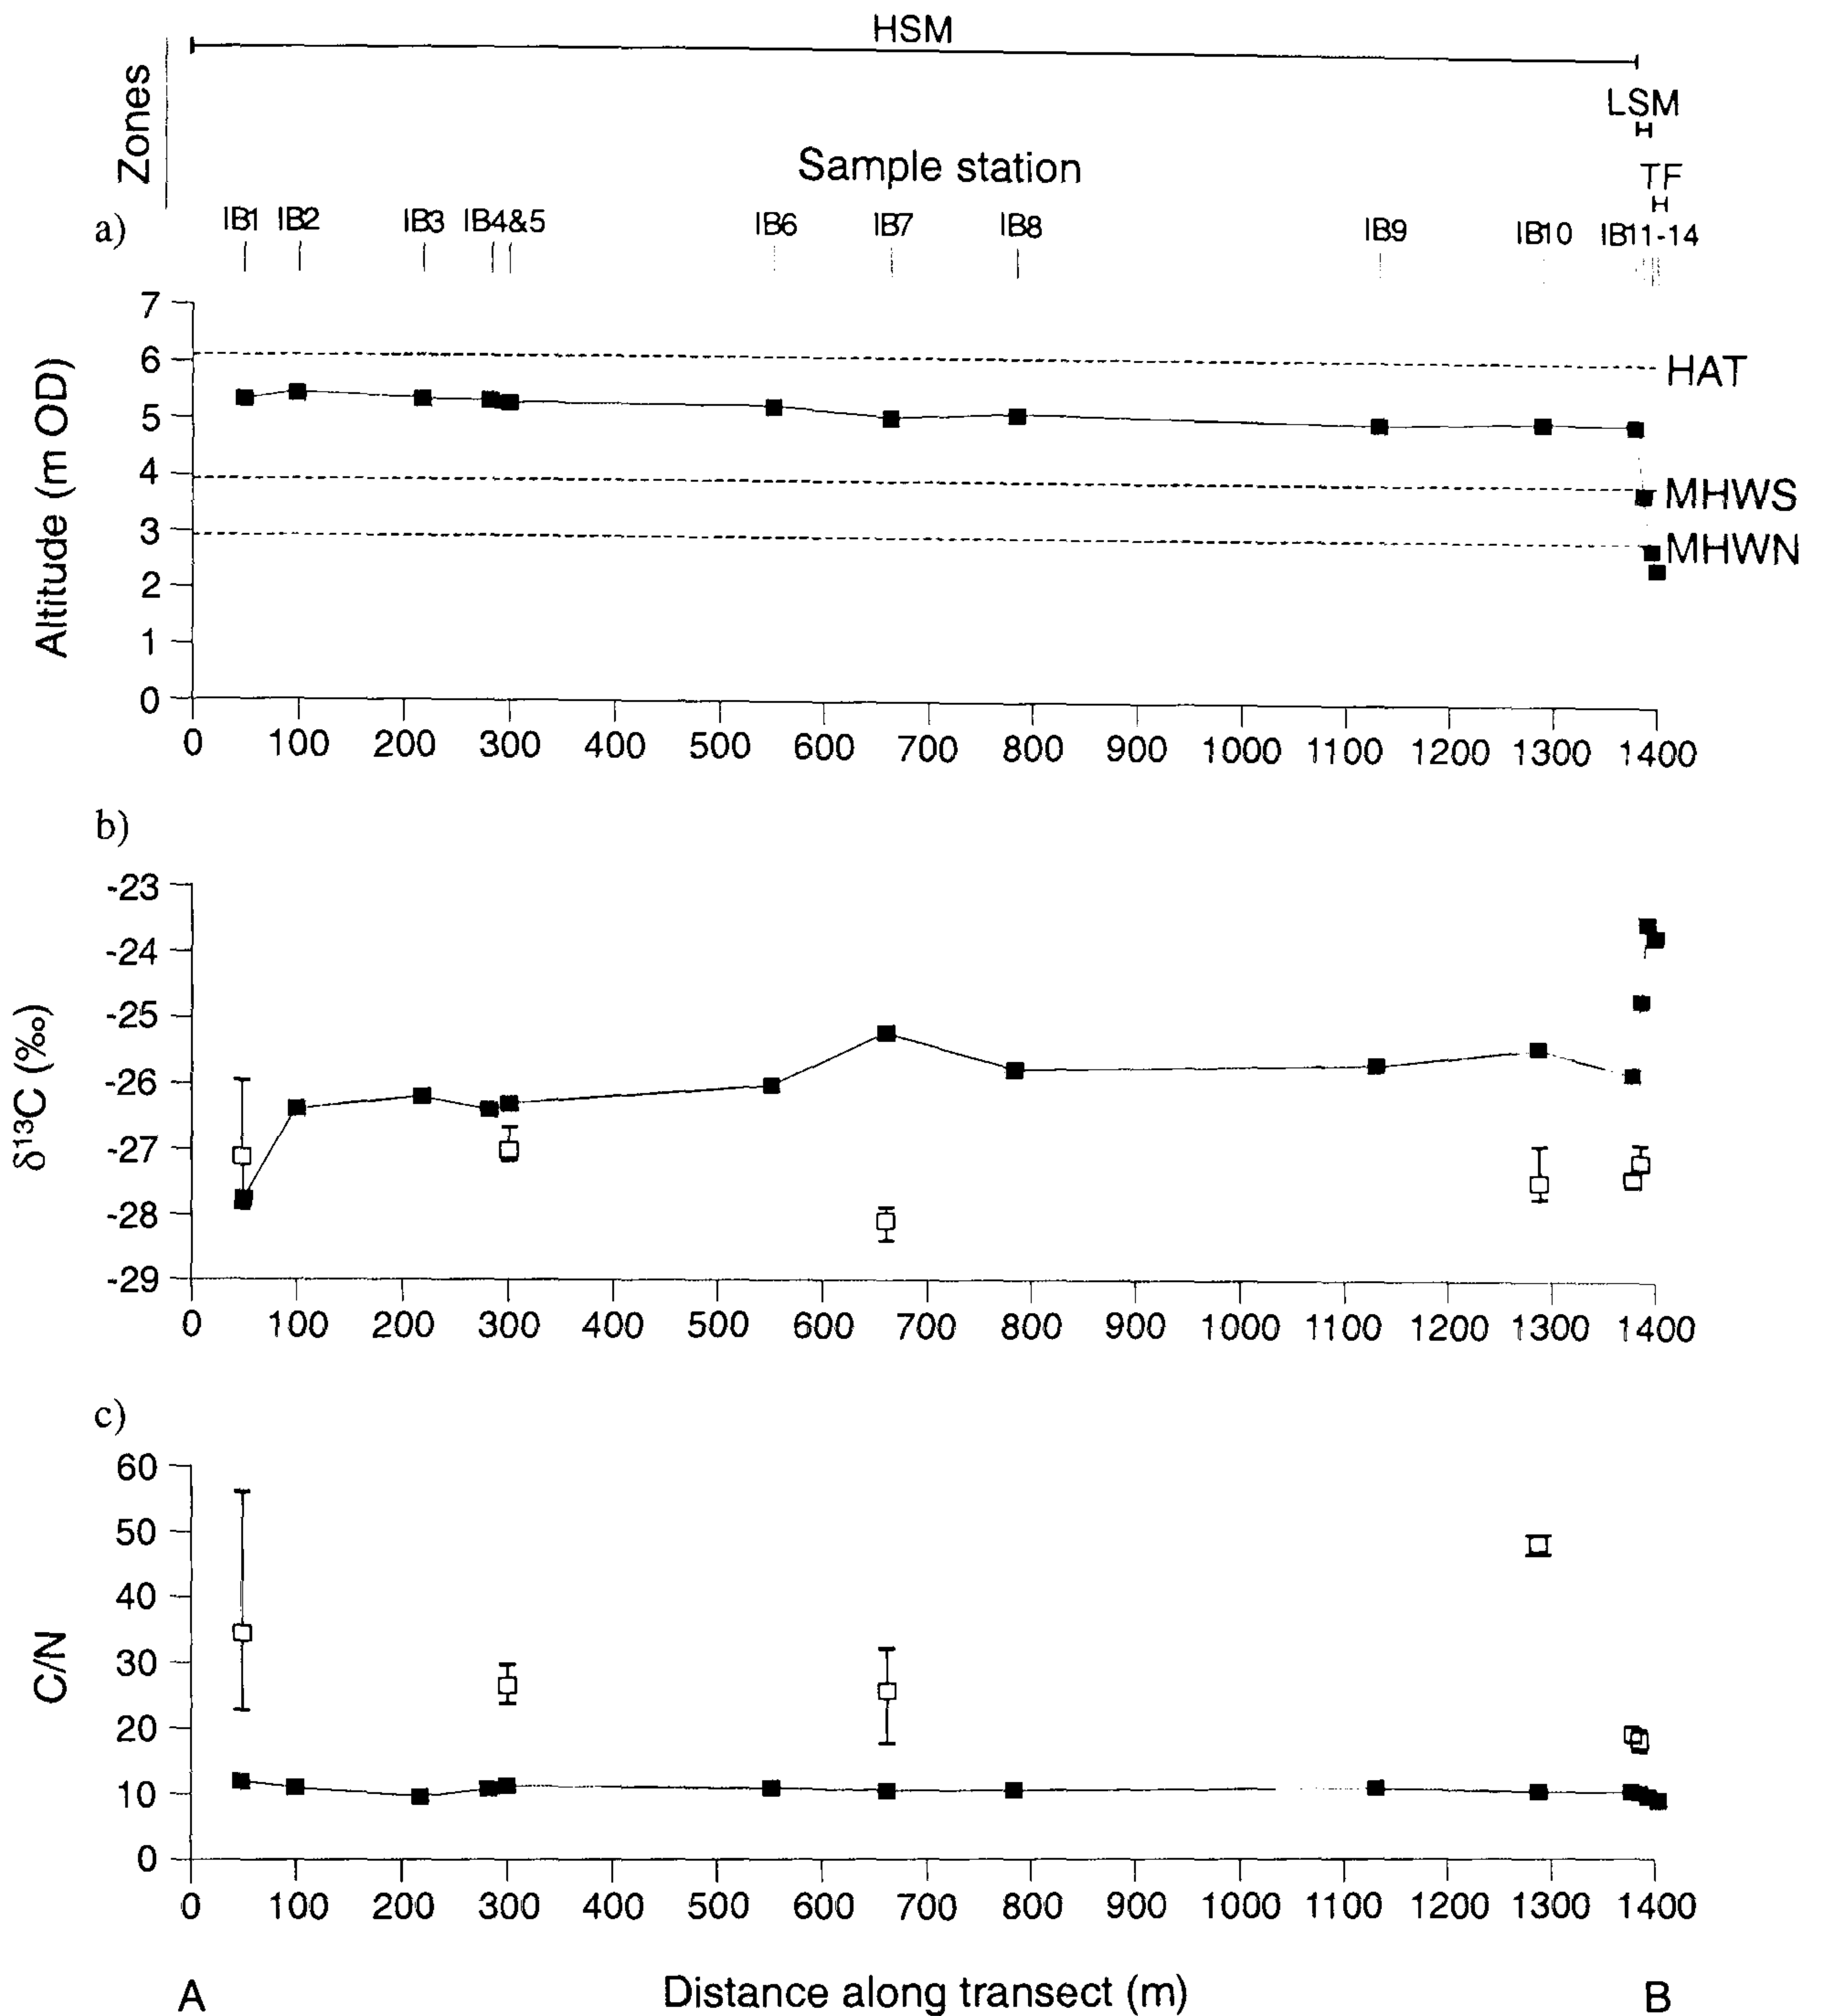 HSM
Zones
LSM
Sample station
TF
a)
IB1 IB2 IB3 IB4&5 IB6 IB7 IB8 IB9 IB10 IB11-14
Altitude (m OD)
7
6
HAT
5
4
MHWS
3
MHWN
2
1
0
0 100 200 300 400 500 600 700 800 900 1000 1100 1200 1300 1400
b)
δ¹³C (‰)
-23
-24
-25
-26
-27
-28
-29
0 100 200 300 400 500 600 700 800 900 1000 1100 1200 1300 1400
c)
C/N
60
50
40
30
20
10
0
0 100 200 300 400 500 600 700 800 900 1000 1100 1200 1300 1400
A Distance along transect (m) B